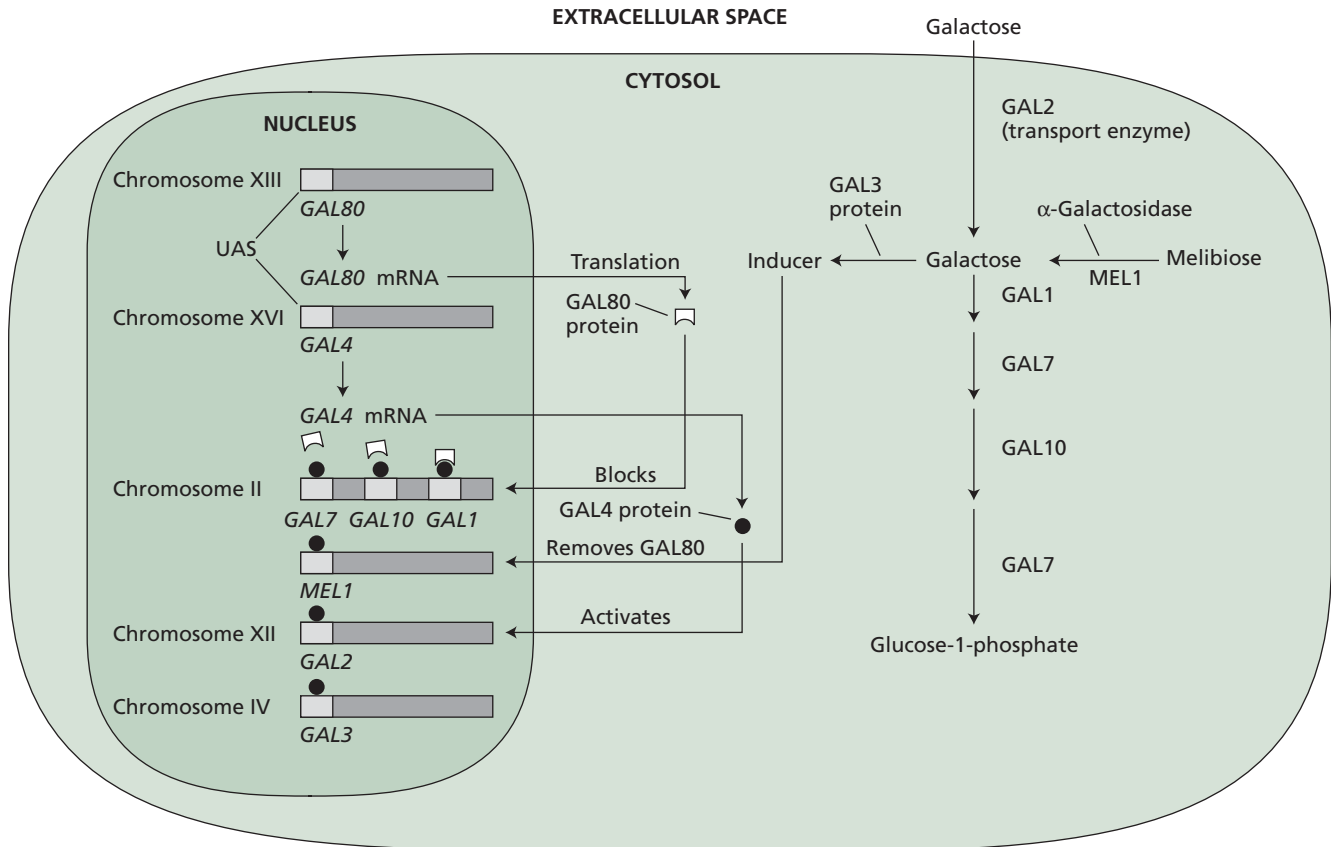 EXTRACELLULAR SPACE
Galactose
CYTOSOL
NUCLEUS
GAL2
(transport enzyme)
Chromosome XIII
GAL80
UAS
GAL80 mRNA
Translation
GAL80
protein
Chromosome XVI
GAL4
GAL4 mRNA
GAL3
protein
α-Galactosidase
Inducer
Galactose
Melibiose
MEL1
GAL1
GAL7
GAL10
GAL7
Glucose-1-phosphate
Chromosome II
Blocks
GAL7 GAL10 GAL1
GAL4 protein
Removes GAL80
MEL1
Chromosome XII
Activates
GAL2
Chromosome IV
GAL3